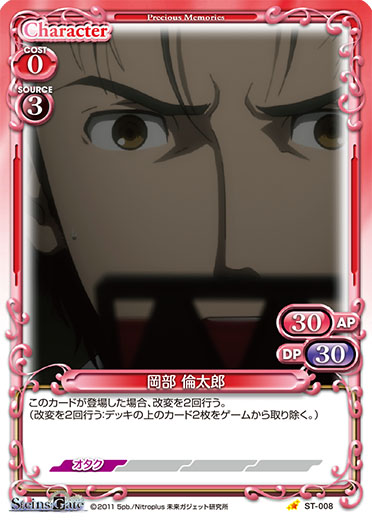 Precious Memories
Character
COST
0
SOURCE
3
30 AP
DP 30
岡部 倫太郎
このカードが登場した場合、改変を2回行う。
(改変を2回行う:デッキの上のカード2枚をゲームから取り除く。)
オタク
Steins;Gate
©2011 5pb./Nitroplus 未来ガジェット研究所
ST-008